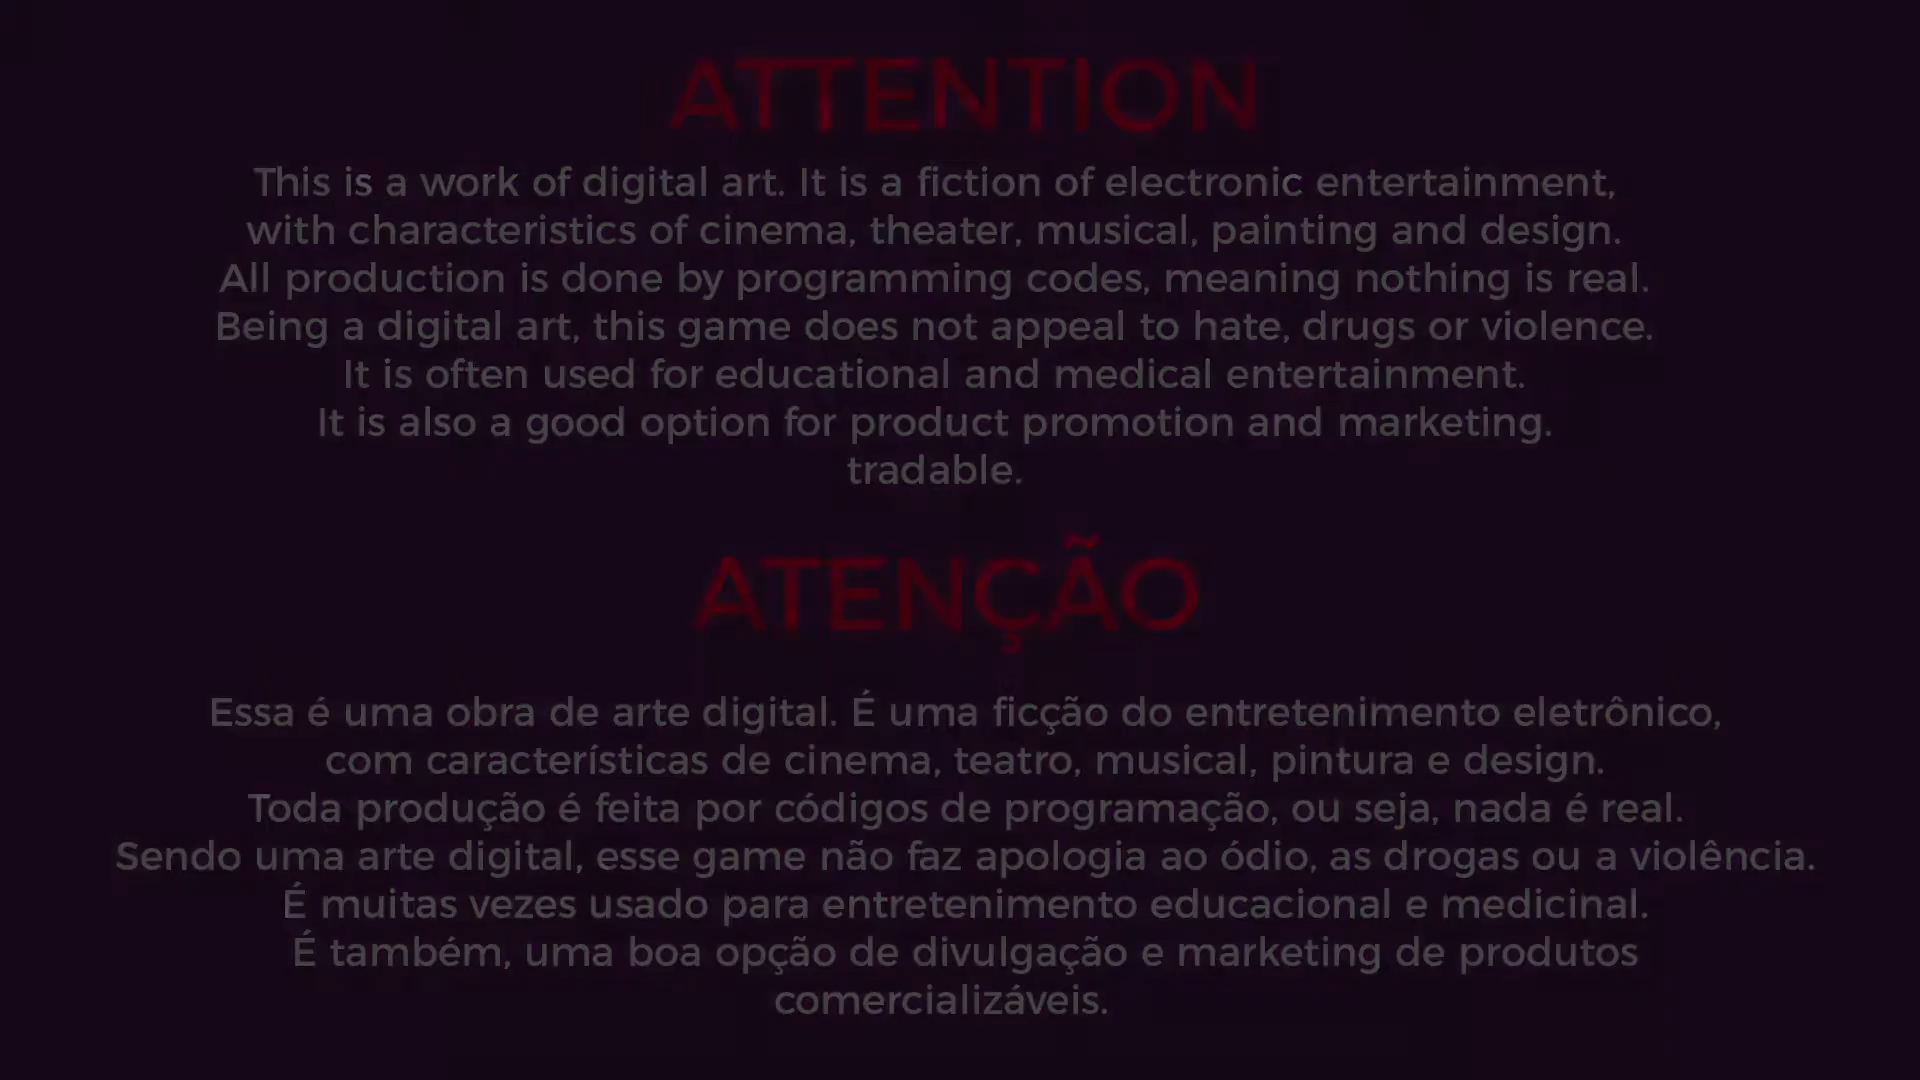 ATTENTION
This is a work of digital art. It is a fiction of electronic entertainment,
with characteristics of cinema, theater, musical, painting and design.
All production is done by programming codes, meaning nothing is real.
Being a digital art, this game does not appeal to hate, drugs or violence.
It is often used for educational and medical entertainment.
It is also a good option for product promotion and marketing.
tradable.
ATENÇÃO
Essa é uma obra de arte digital. É uma ficção do entretenimento eletrônico,
com características de cinema, teatro, musical, pintura e design.
Toda produção é feita por códigos de programação, ou seja, nada é real.
Sendo uma arte digital, esse game não faz apologia ao ódio, as drogas ou a violência.
É muitas vezes usado para entretenimento educacional e medicinal.
É também, uma boa opção de divulgação e marketing de produtos
comercializáveis.